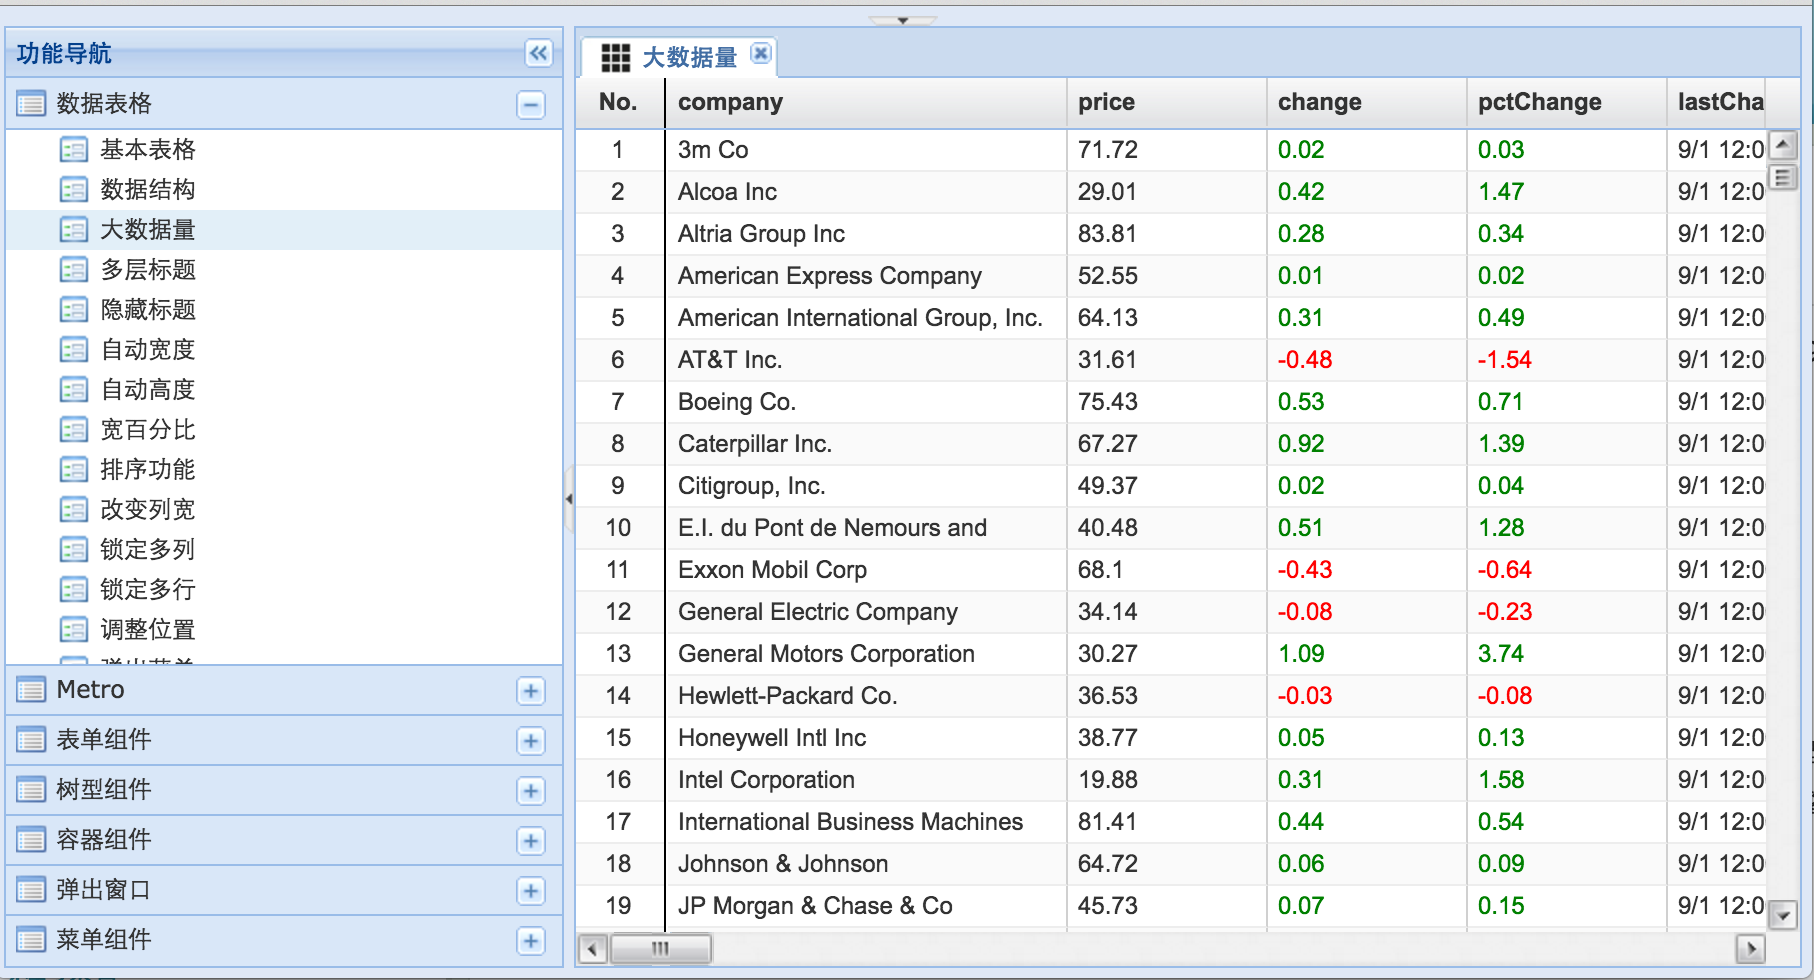 功能导航
数据表格
基本表格
数据结构
大数据量
多层标题
隐藏标题
自动宽度
自动高度
宽百分比
排序功能
改变列宽
锁定多列
锁定多行
调整位置
Metro
表单组件
树型组件
容器组件
弹出窗口
菜单组件
大数据量
No. company price change pctChange lastCha
1 3m Co 71.72 0.02 0.03 9/1 12:0
2 Alcoa Inc 29.01 0.42 1.47 9/1 12:0
3 Altria Group Inc 83.81 0.28 0.34 9/1 12:0
4 American Express Company 52.55 0.01 0.02 9/1 12:0
5 American International Group, Inc. 64.13 0.31 0.49 9/1 12:0
6 AT&T Inc. 31.61 -0.48 -1.54 9/1 12:0
7 Boeing Co. 75.43 0.53 0.71 9/1 12:0
8 Caterpillar Inc. 67.27 0.92 1.39 9/1 12:0
9 Citigroup, Inc. 49.37 0.02 0.04 9/1 12:0
10 E.I. du Pont de Nemours and 40.48 0.51 1.28 9/1 12:0
11 Exxon Mobil Corp 68.1 -0.43 -0.64 9/1 12:0
12 General Electric Company 34.14 -0.08 -0.23 9/1 12:0
13 General Motors Corporation 30.27 1.09 3.74 9/1 12:0
14 Hewlett-Packard Co. 36.53 -0.03 -0.08 9/1 12:0
15 Honeywell Intl Inc 38.77 0.05 0.13 9/1 12:0
16 Intel Corporation 19.88 0.31 1.58 9/1 12:0
17 International Business Machines 81.41 0.44 0.54 9/1 12:0
18 Johnson & Johnson 64.72 0.06 0.09 9/1 12:0
19 JP Morgan & Chase & Co 45.73 0.07 0.15 9/1 12:0